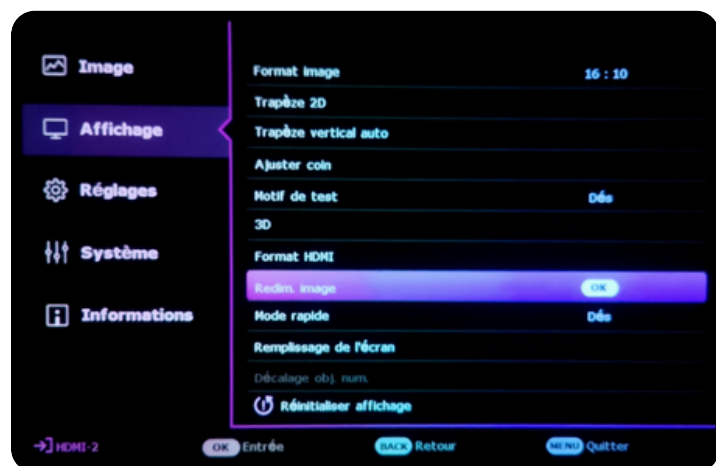 Image
Affichage
Réglages
Système
Informations
Format image 16 : 10
Trapèze 2D
Trapèze vertical auto
Ajuster coin
Motif de test Dés
3D
Format HDMI
Redim. image OK
Mode rapide Dés
Remplissage de l'écran
Décalage obj. num.
Réinitialiser affichage
HDMI-2 OK Entrée BACK Retour MENU Quitter